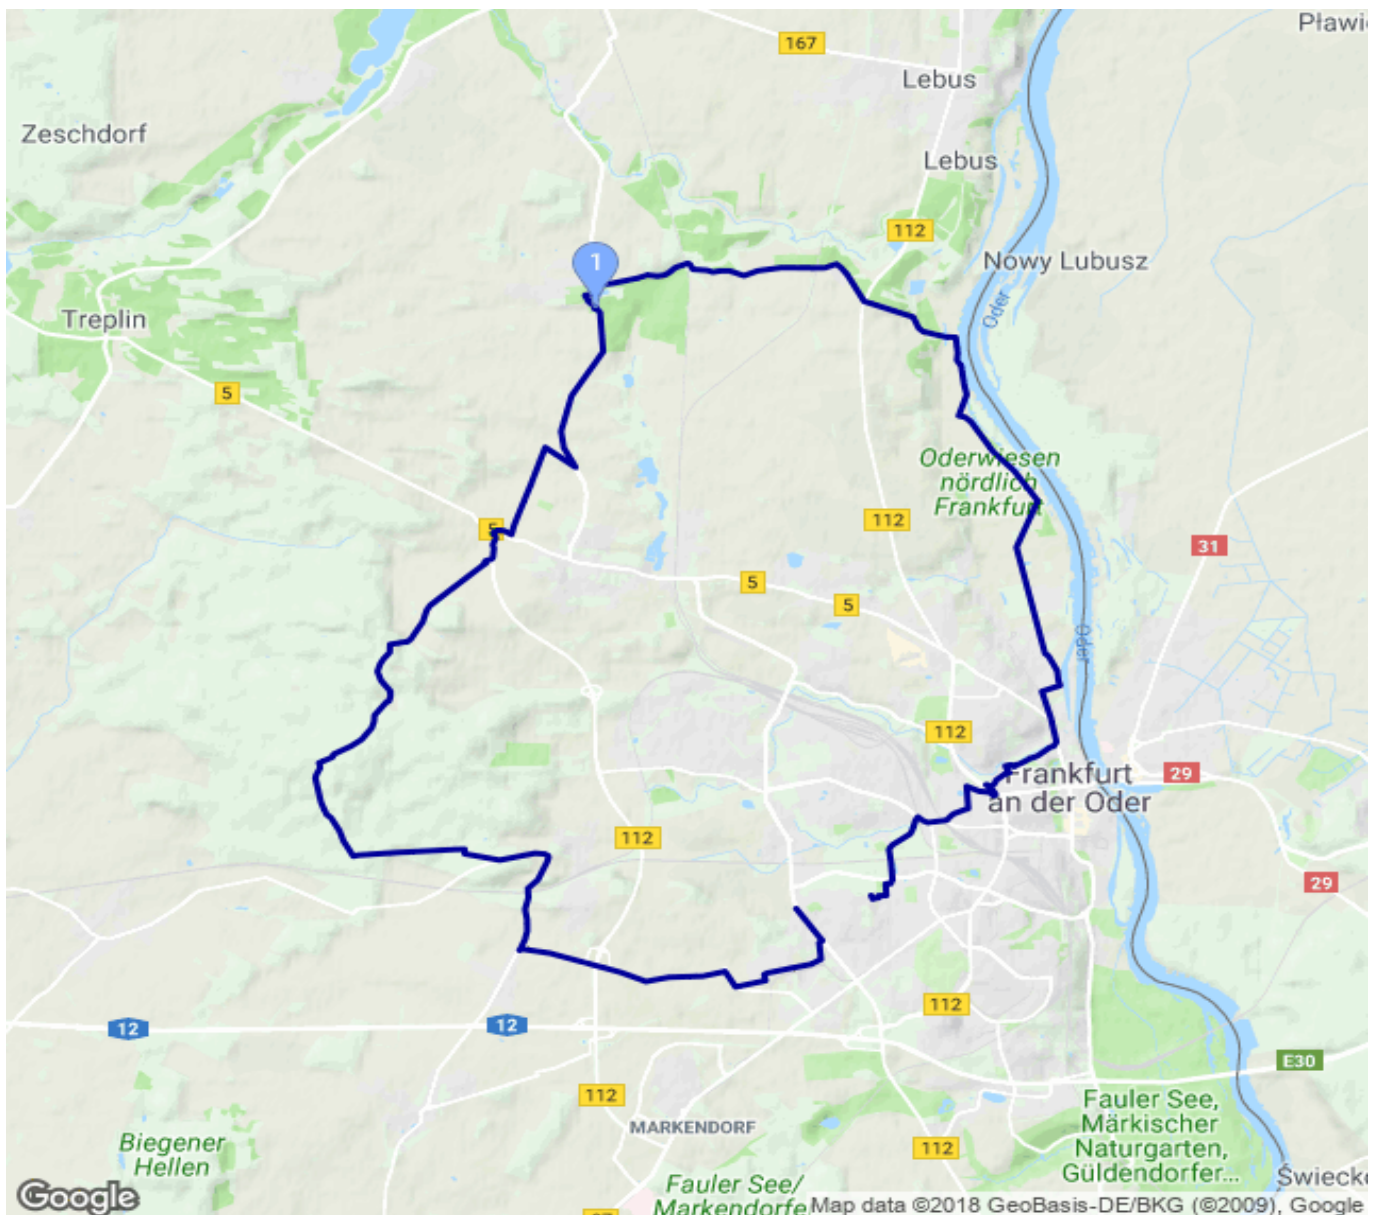 Pławi
167
Lebus
Zeschdorf
Lebus
112
1
Nowy Lubusz
Oder
Treplin
5
Oderwiesen
nördlich
Frankfurt
112
5
31
5
5
Oder
112
Frankfurt
an der Oder
29
112
29
112
12
12
E30
112
Fauler See,
Märkischer
Naturgarten,
Güldendorfer...
MARKENDORF
112
Biegener
Hellen
Świecko
Fauler See/
Markendorfe
Google
Map data ©2018 GeoBasis-DE/BKG (©2009), Google